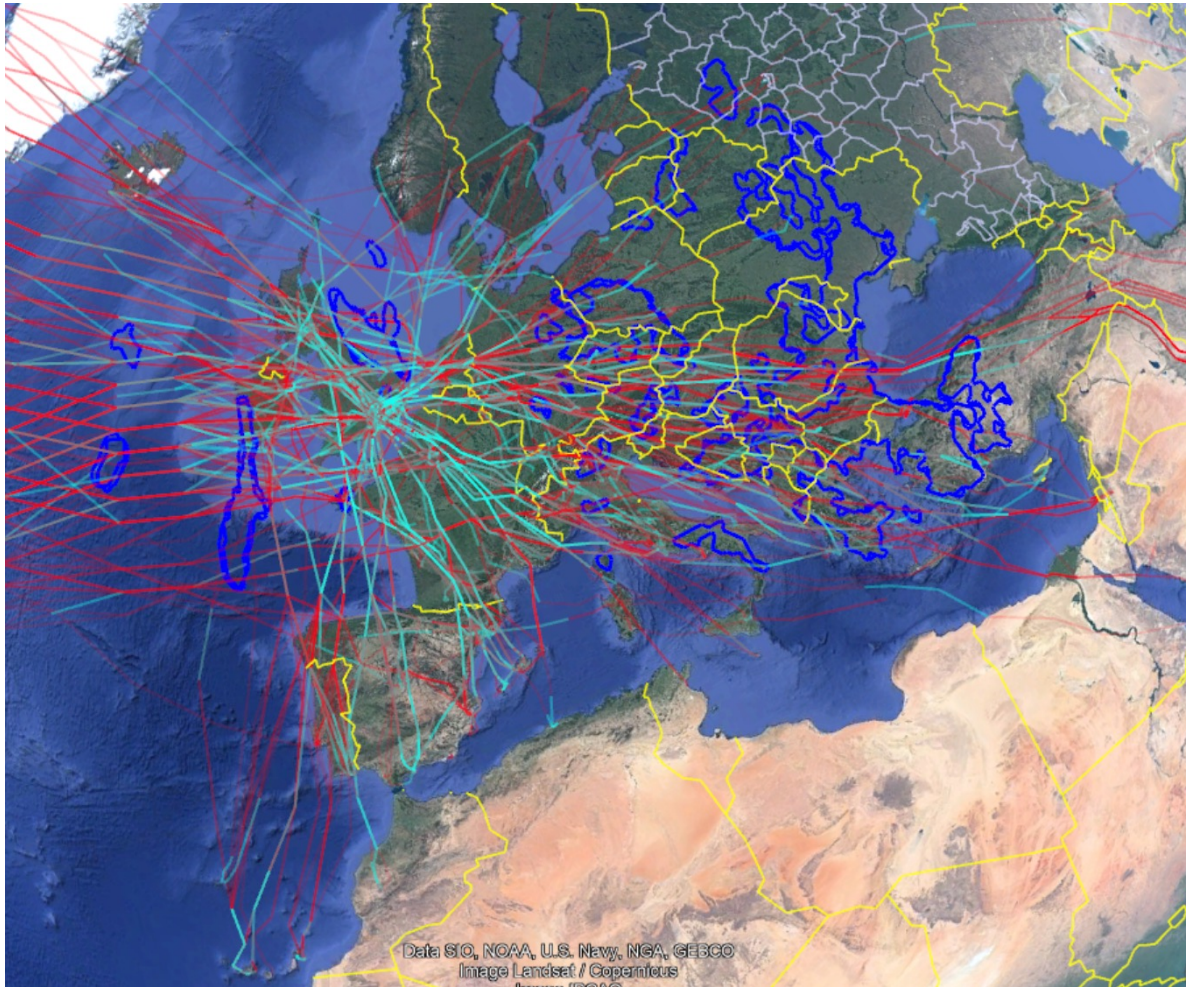 Data SIO, NOAA, U.S. Navy, NGA, GEBCO
Image Landsat / Copernicus